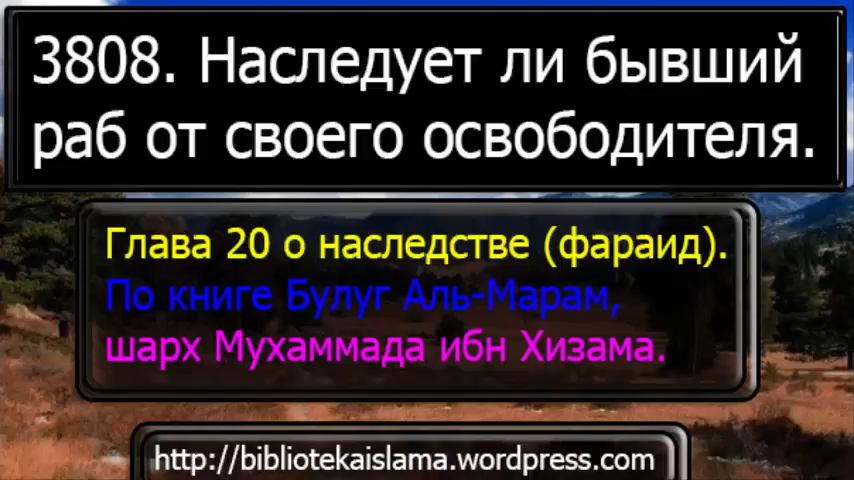 3808. Наследует ли бывший
раб от своего освободителя.
Глава 20 о наследстве (фараид).
По книге Булуг Аль-Марам,
шарх Мухаммада ибн Хизама.
http://bibliotekaislama.wordpress.com